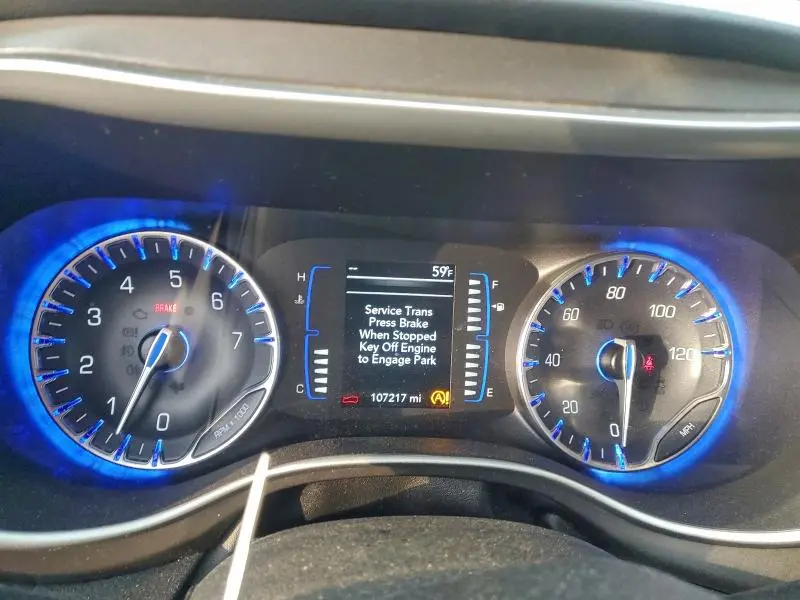 59°F
Service Trans
Press Brake
When Stopped
Key Off Engine
to Engage Park
107217 mi
H
C
F
E
BRAKE
0
1
2
3
4
5
6
7
RPM x 1000
0
20
40
60
80
100
120
MPH